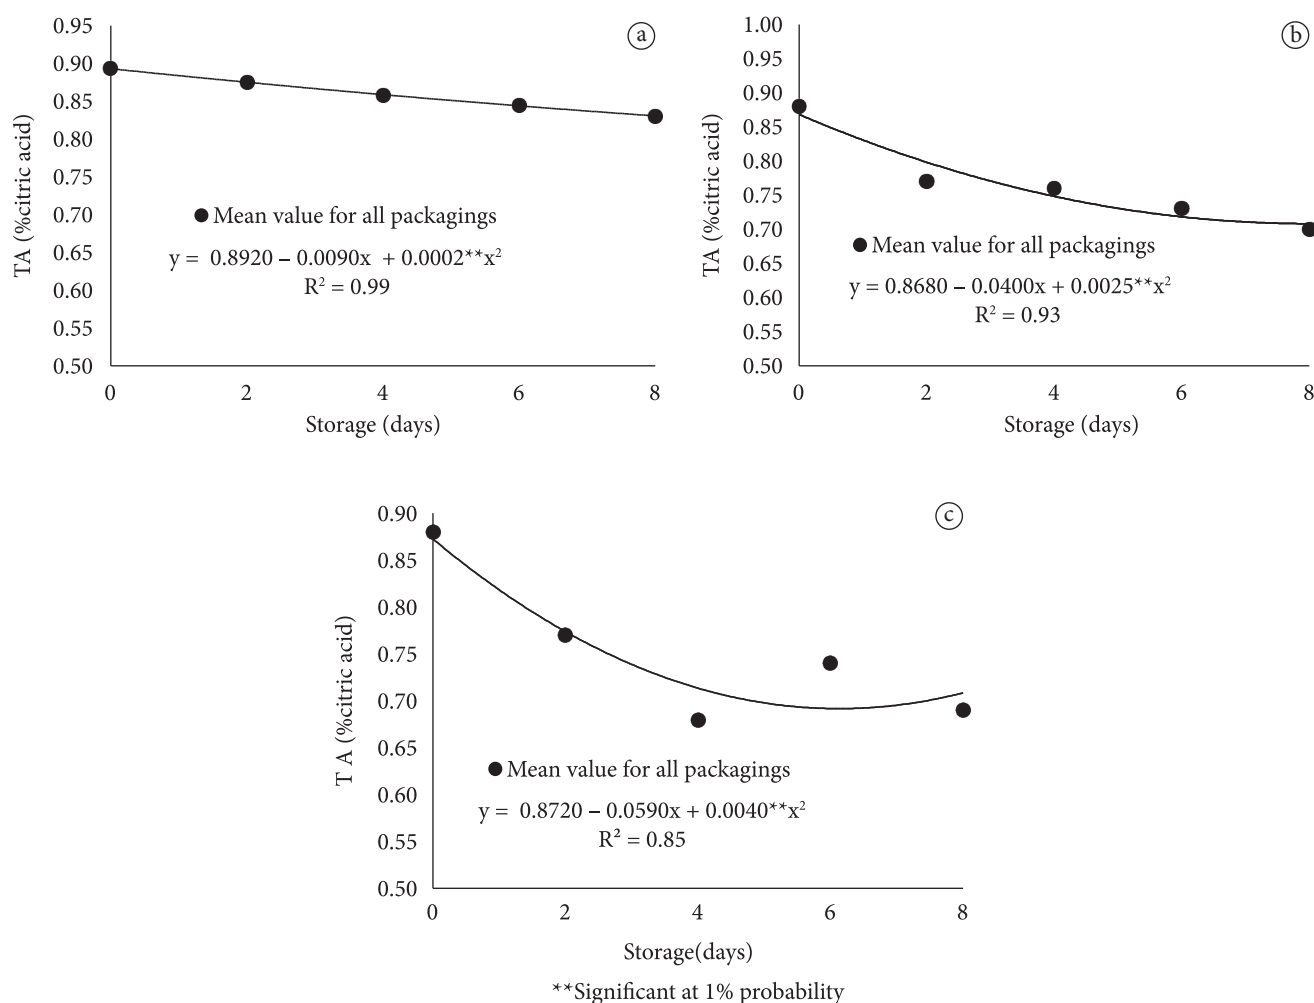 a
0.95
0.90
0.85
0.80
0.75
0.70
0.65
0.60
0.55
0.50
TA (%citric acid)
Mean value for all packagings
y = 0.8920 – 0.0090x + 0.0002**x²
R² = 0.99
0 2 4 6 8
Storage (days)
b
1.00
0.95
0.90
0.85
0.80
0.75
0.70
0.65
0.60
0.55
0.50
TA (%citric acid)
Mean value for all packagings
y = 0.8680 – 0.0400x + 0.0025**x²
R² = 0.93
0 2 4 6 8
Storage (days)
c
0.90
0.85
0.80
0.75
0.70
0.65
0.60
0.55
0.50
T A (%citric acid)
Mean value for all packagings
y = 0.8720 – 0.0590x + 0.0040**x²
R² = 0.85
0 2 4 6 8
Storage(days)
**Significant at 1% probability